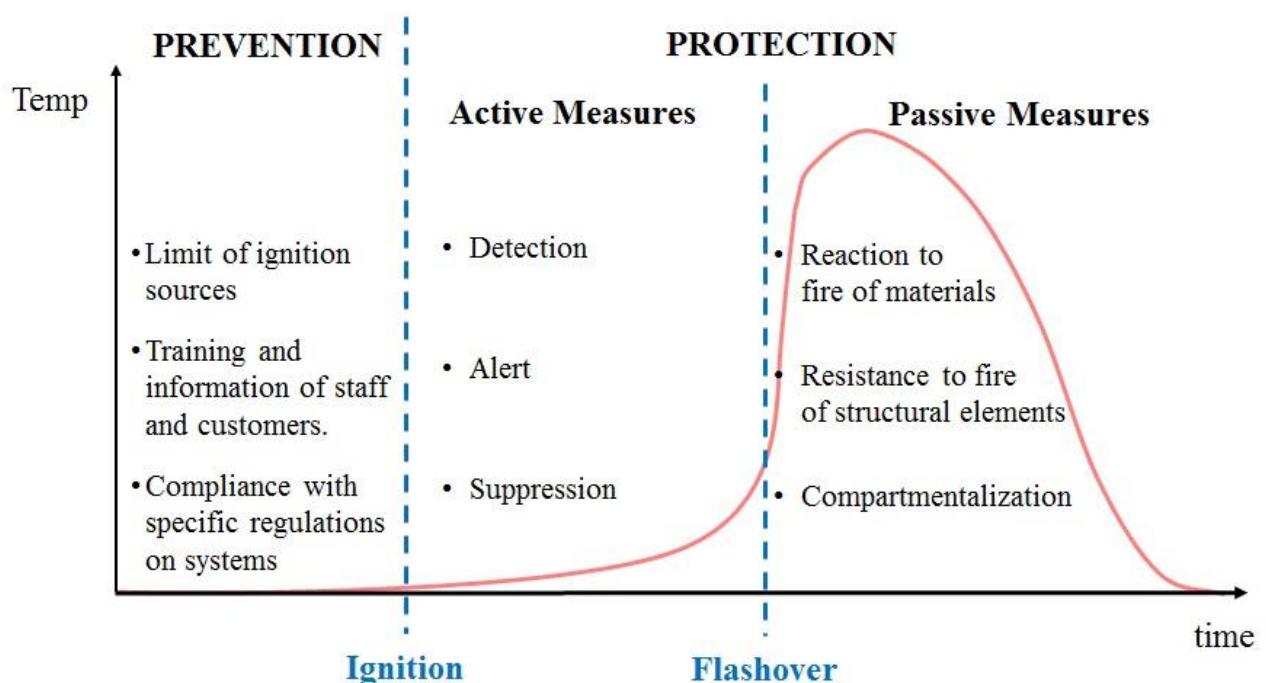 PREVENTION
PROTECTION
Temp
Active Measures
Passive Measures
• Limit of ignition
sources
• Training and
information of staff
and customers.
• Compliance with
specific regulations
on systems
• Detection
• Alert
• Suppression
• Reaction to
fire of materials
• Resistance to fire
of structural elements
• Compartmentalization
time
Ignition
Flashover